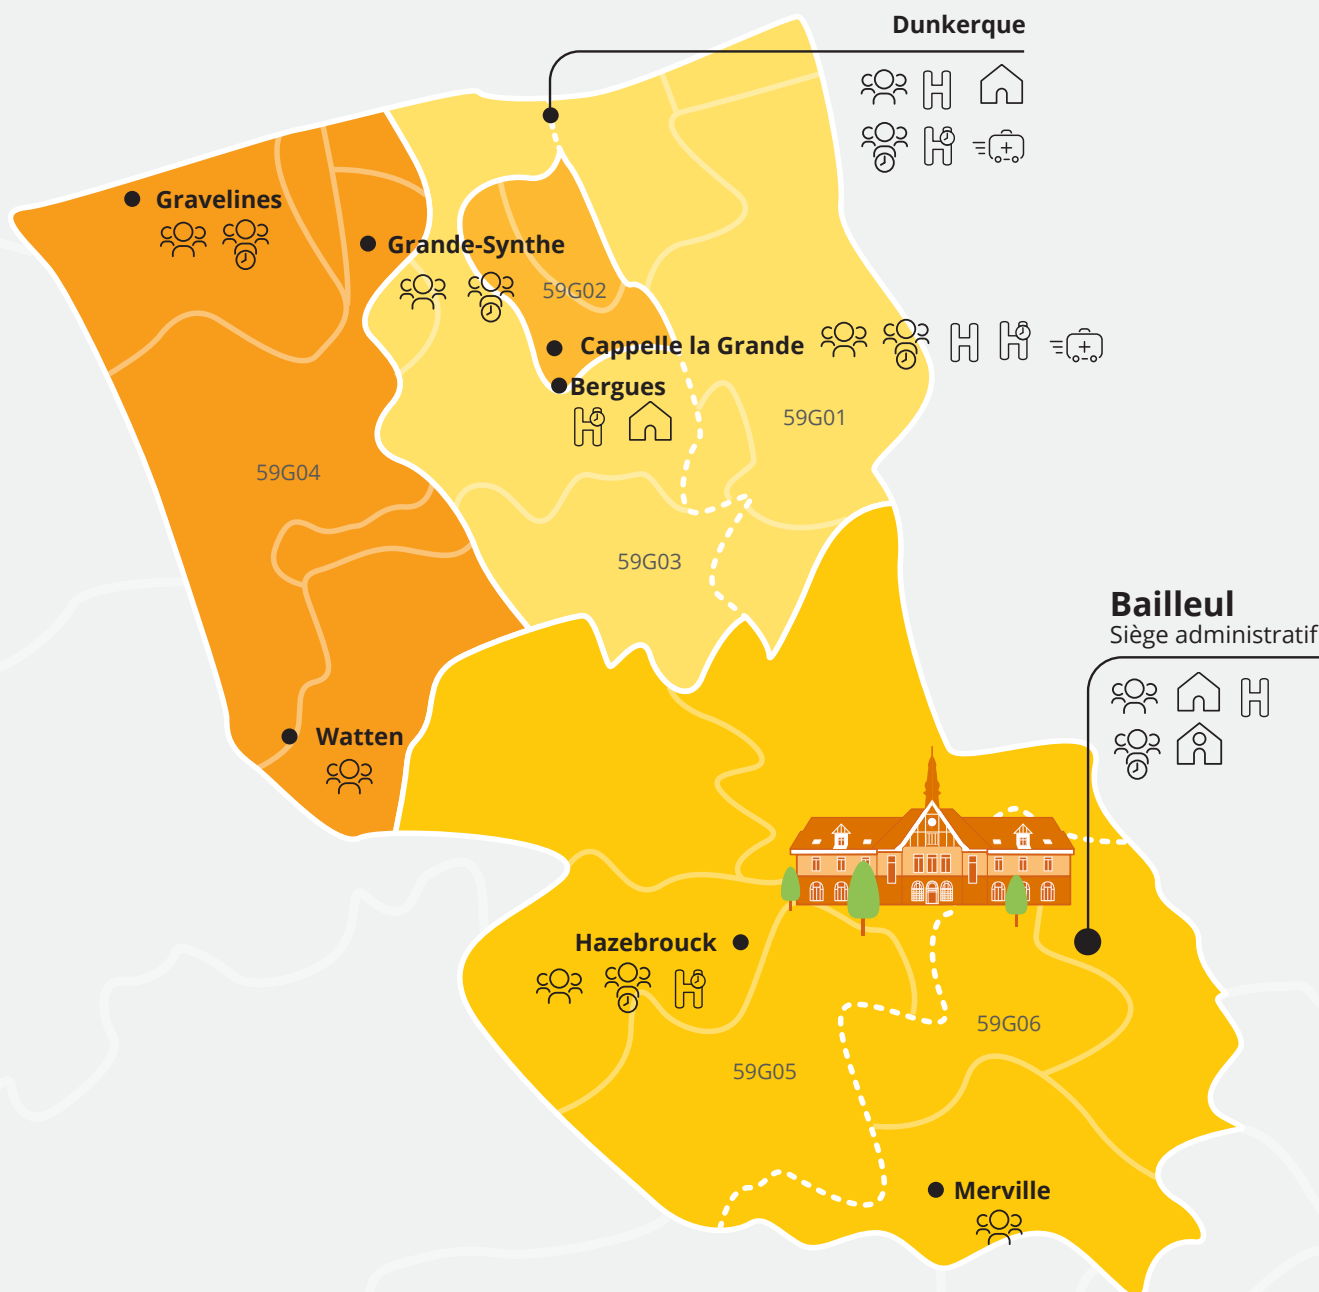 Dunkerque
Gravelines
Grande-Synthe
59G02
Cappelle la Grande
Bergues
59G01
59G04
59G03
Bailleul
Siège administratif
Watten
Hazebrouck
59G06
59G05
Merville